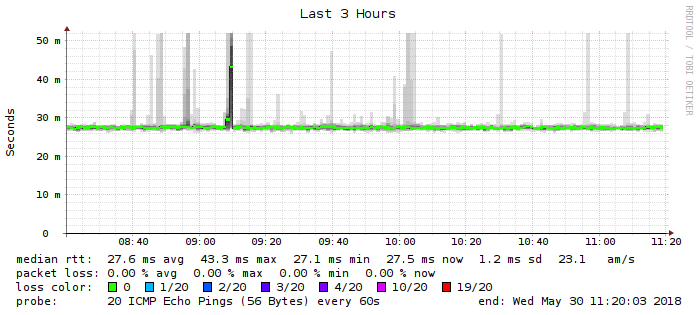 Last 3 Hours
RRDTOOL / TOBI OETIKER
Seconds
50 m
40 m
30 m
20 m
10 m
0
08:40 09:00 09:20 09:40 10:00 10:20 10:40 11:00 11:20
median rtt: 27.6 ms avg 43.3 ms max 27.1 ms min 27.5 ms now 1.2 ms sd 23.1 am/s
packet loss: 0.00 % avg 0.00 % max 0.00 % min 0.00 % now
loss color: 0 1/20 2/20 3/20 4/20 10/20 19/20
probe: 20 ICMP Echo Pings (56 Bytes) every 60s end: Wed May 30 11:20:03 2018